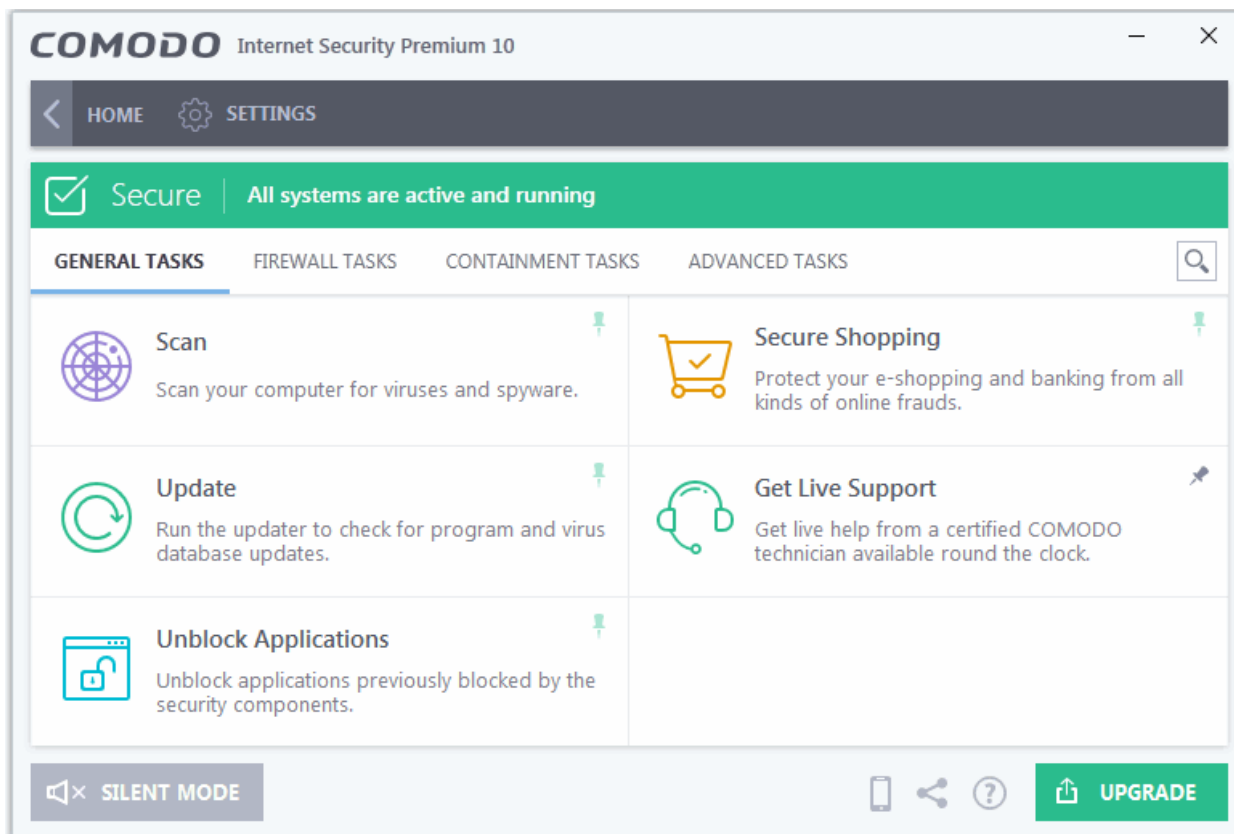 COMODO Internet Security Premium 10
HOME SETTINGS
Secure All systems are active and running
GENERAL TASKS FIREWALL TASKS CONTAINMENT TASKS ADVANCED TASKS
Scan
Scan your computer for viruses and spyware.
Secure Shopping
Protect your e-shopping and banking from all
kinds of online frauds.
Update
Run the updater to check for program and virus
database updates.
Get Live Support
Get live help from a certified COMODO
technician available round the clock.
Unblock Applications
Unblock applications previously blocked by the
security components.
SILENT MODE
?
UPGRADE